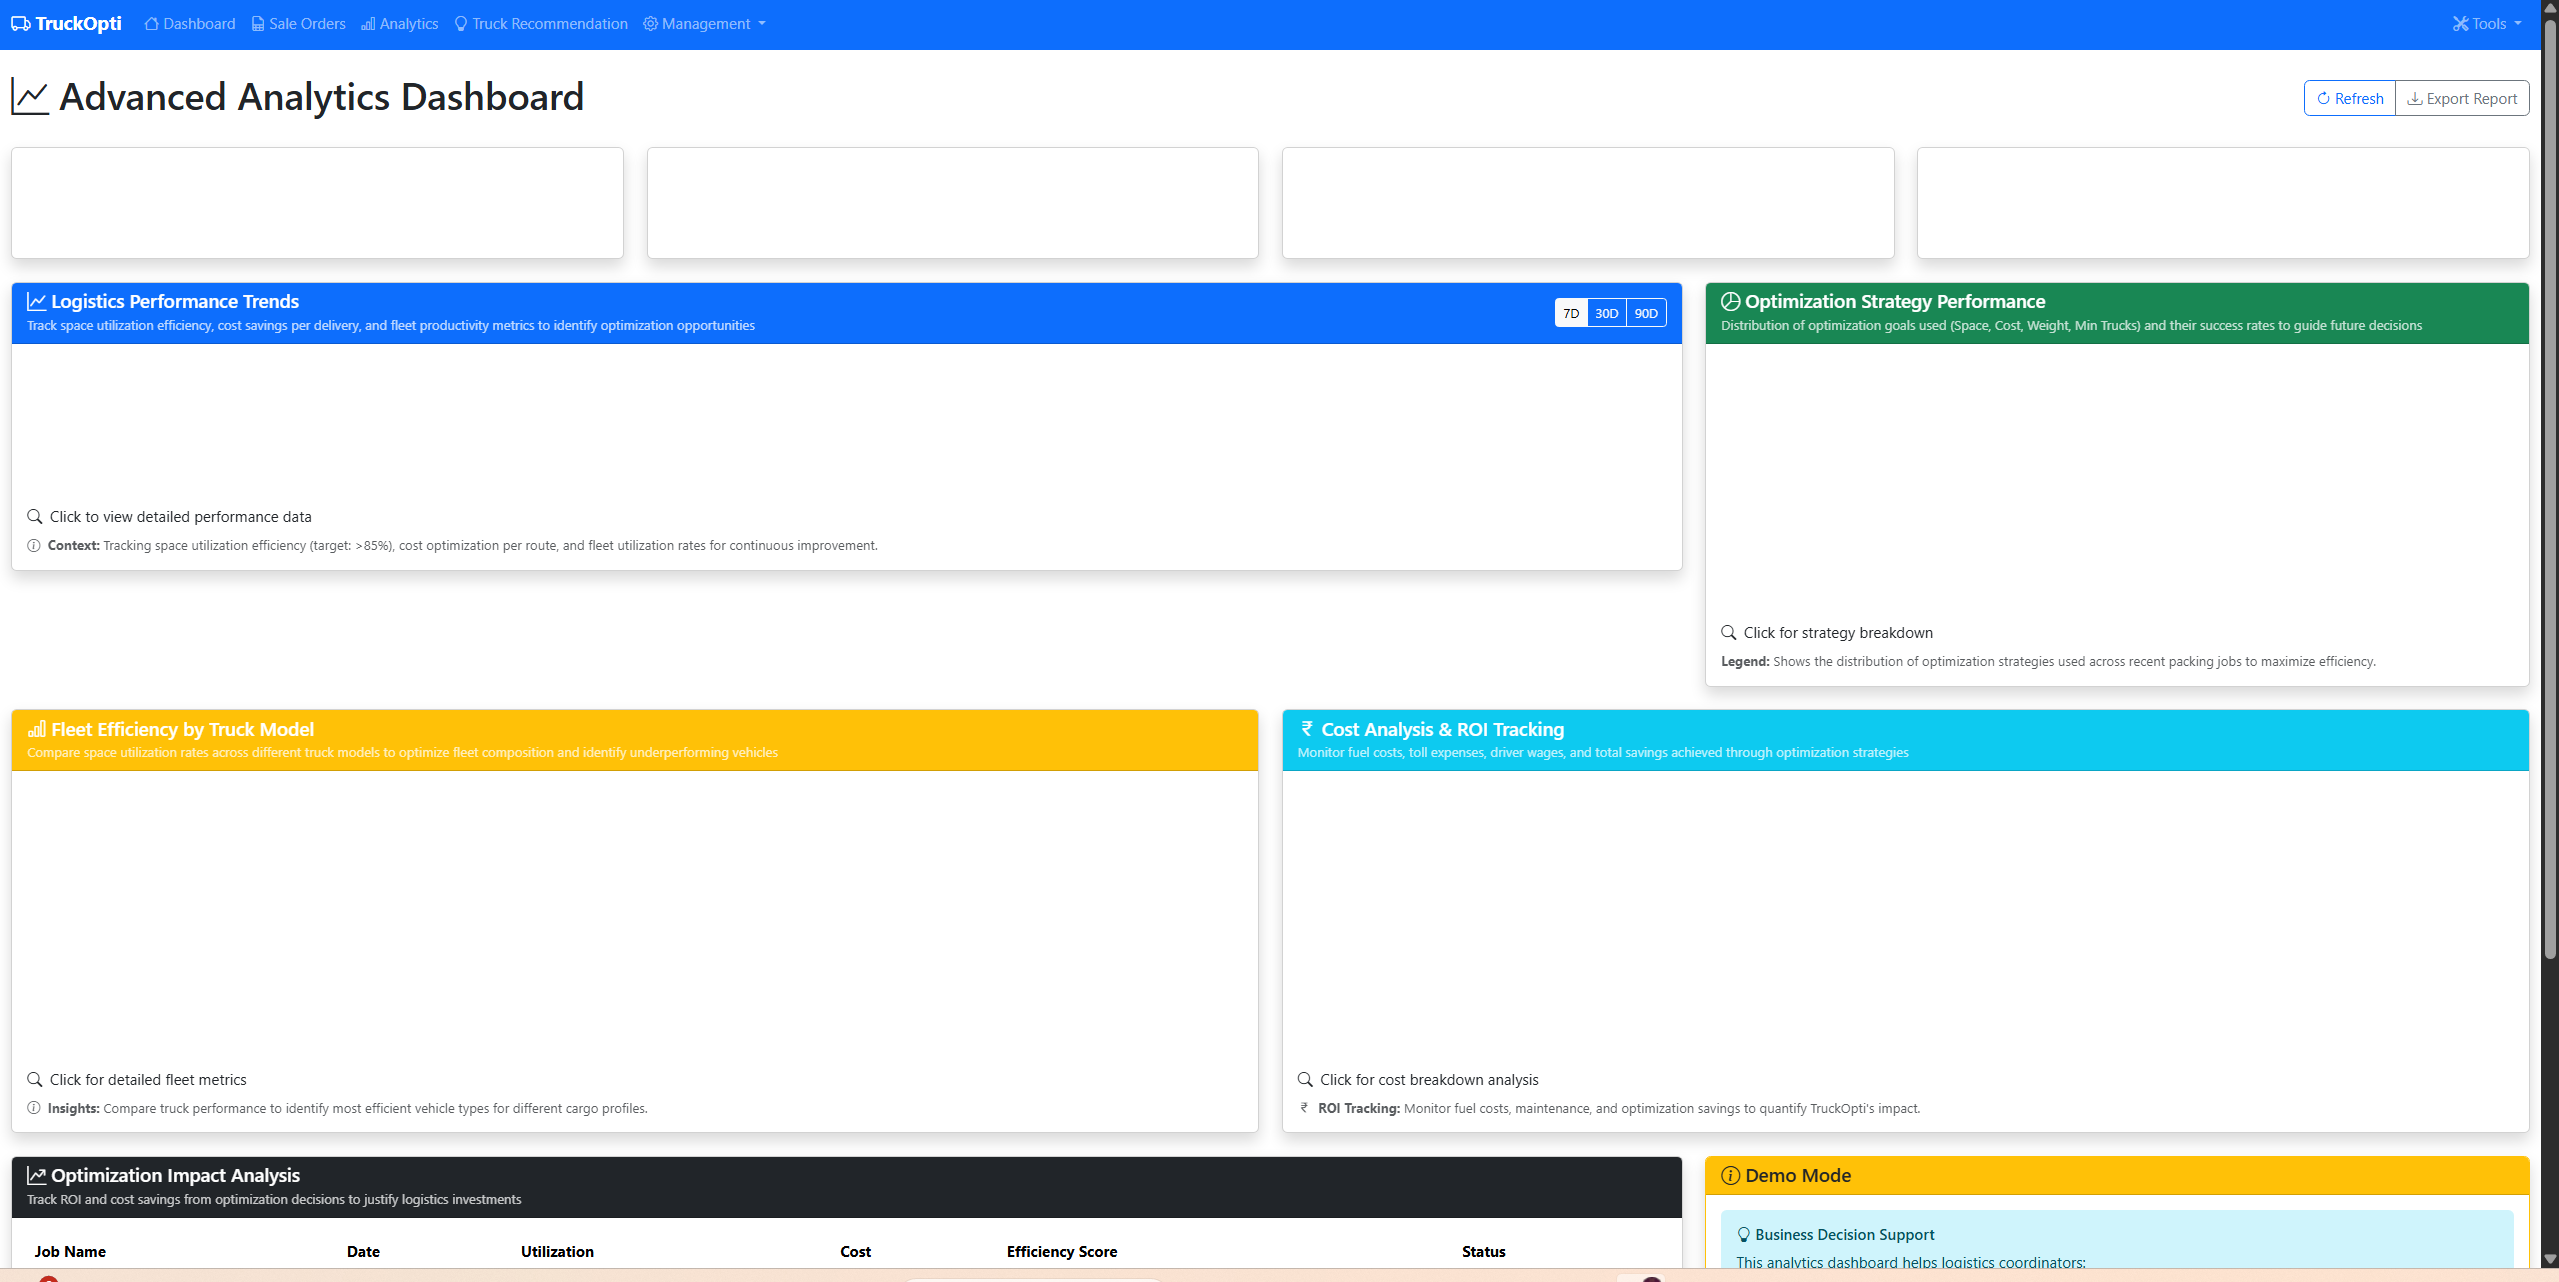 TruckOpti Dashboard Sale Orders Analytics Truck Recommendation Management Tools
Advanced Analytics Dashboard
Refresh Export Report
Logistics Performance Trends
Track space utilization efficiency, cost savings per delivery, and fleet productivity metrics to identify optimization opportunities
7D 30D 90D
Click to view detailed performance data
Context: Tracking space utilization efficiency (target: >85%), cost optimization per route, and fleet utilization rates for continuous improvement.
Optimization Strategy Performance
Distribution of optimization goals used (Space, Cost, Weight, Min Trucks) and their success rates to guide future decisions
Click for strategy breakdown
Legend: Shows the distribution of optimization strategies used across recent packing jobs to maximize efficiency.
Fleet Efficiency by Truck Model
Compare space utilization rates across different truck models to optimize fleet composition and identify underperforming vehicles
Click for detailed fleet metrics
Insights: Compare truck performance to identify most efficient vehicle types for different cargo profiles.
₹ Cost Analysis & ROI Tracking
Monitor fuel costs, toll expenses, driver wages, and total savings achieved through optimization strategies
Click for cost breakdown analysis
₹ ROI Tracking: Monitor fuel costs, maintenance, and optimization savings to quantify TruckOpti's impact.
Optimization Impact Analysis
Track ROI and cost savings from optimization decisions to justify logistics investments
Job Name Date Utilization Cost Efficiency Score Status
Demo Mode
Business Decision Support
This analytics dashboard helps logistics coordinators: